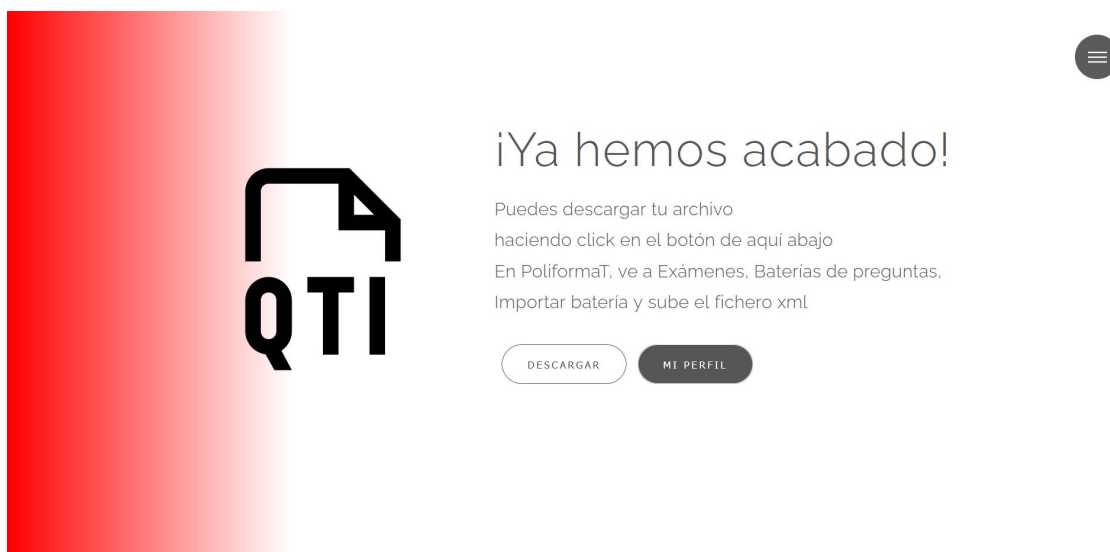 QTI
¡Ya hemos acabado!
Puedes descargar tu archivo
haciendo click en el botón de aquí abajo
En PoliformaT, ve a Exámenes, Baterías de preguntas,
Importar batería y sube el fichero xml
DESCARGAR
MI PERFIL